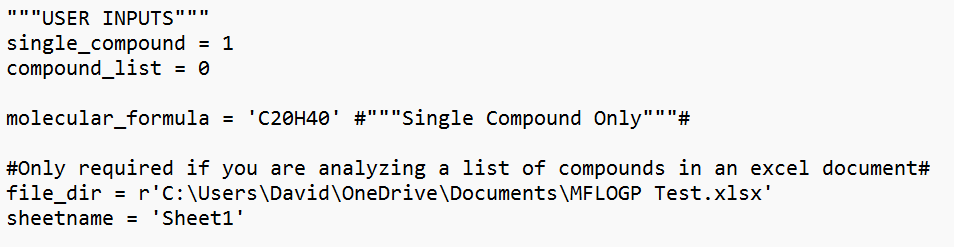 """USER INPUTS"""
single_compound = 1
compound_list = 0
molecular_formula = 'C20H40' #"""Single Compound Only"""#
#Only required if you are analyzing a list of compounds in an excel document#
file_dir = r'C:\Users\David\OneDrive\Documents\MFLOGP Test.xlsx'
sheetname = 'Sheet1'